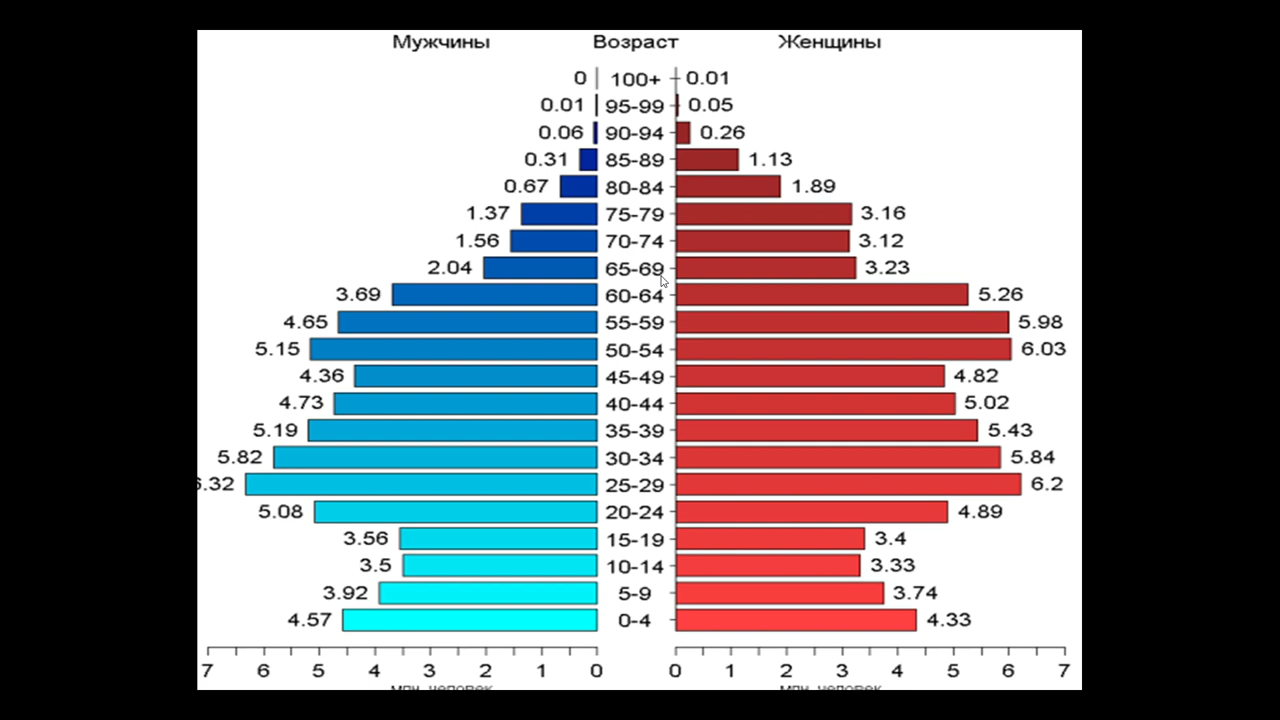 Мужчины Возраст Женщины
0 100+ 0.01
0.01 95-99 0.05
0.06 90-94 0.26
0.31 85-89 1.13
0.67 80-84 1.89
1.37 75-79 3.16
1.56 70-74 3.12
2.04 65-69 3.23
3.69 60-64 5.26
4.65 55-59 5.98
5.15 50-54 6.03
4.36 45-49 4.82
4.73 40-44 5.02
5.19 35-39 5.43
5.82 30-34 5.84
6.32 25-29 6.2
5.08 20-24 4.89
3.56 15-19 3.4
3.5 10-14 3.33
3.92 5-9 3.74
4.57 0-4 4.33
7 6 5 4 3 2 1 0 0 1 2 3 4 5 6 7
млн. человек млн. человек